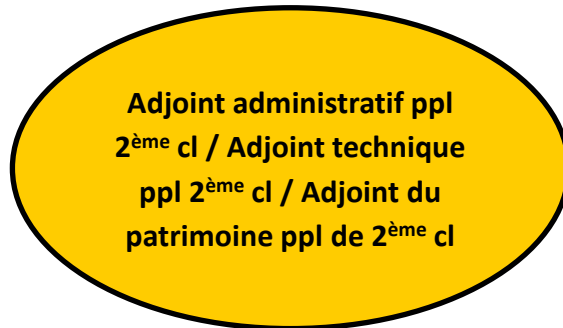 Adjoint administratif ppl
2ème cl / Adjoint technique
ppl 2ème cl / Adjoint du
patrimoine ppl de 2ème cl